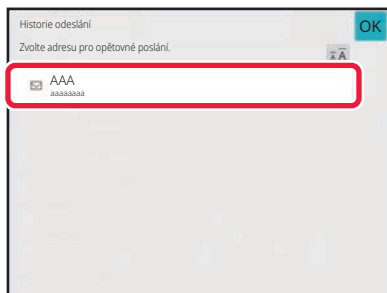 Historie odeslání
OK
Zvolte adresu pro opětovné poslání.
AAA
aaaaaaaa